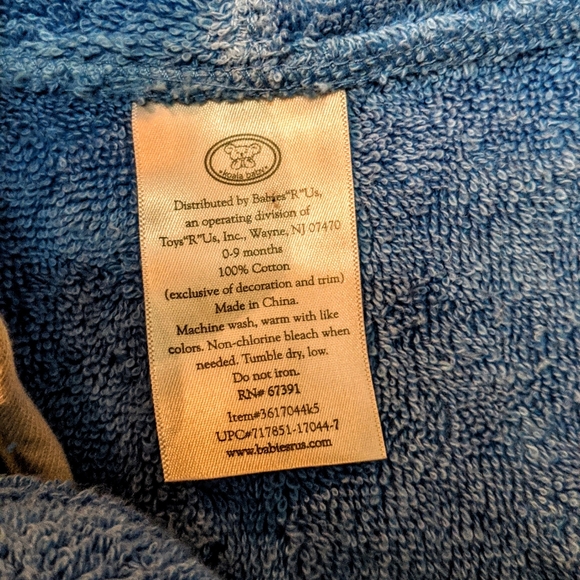 koala baby
Distributed by Babies"R"Us,
an operating division of
Toys"R"Us, Inc., Wayne, NJ 07470
0-9 months
100% Cotton
(exclusive of decoration and trim)
Made in China.
Machine wash, warm with like
colors. Non-chlorine bleach when
needed. Tumble dry, low.
Do not iron.
RN# 67391
Item#3617044k5
UPC#717851-17044-7
www.babiesrus.com